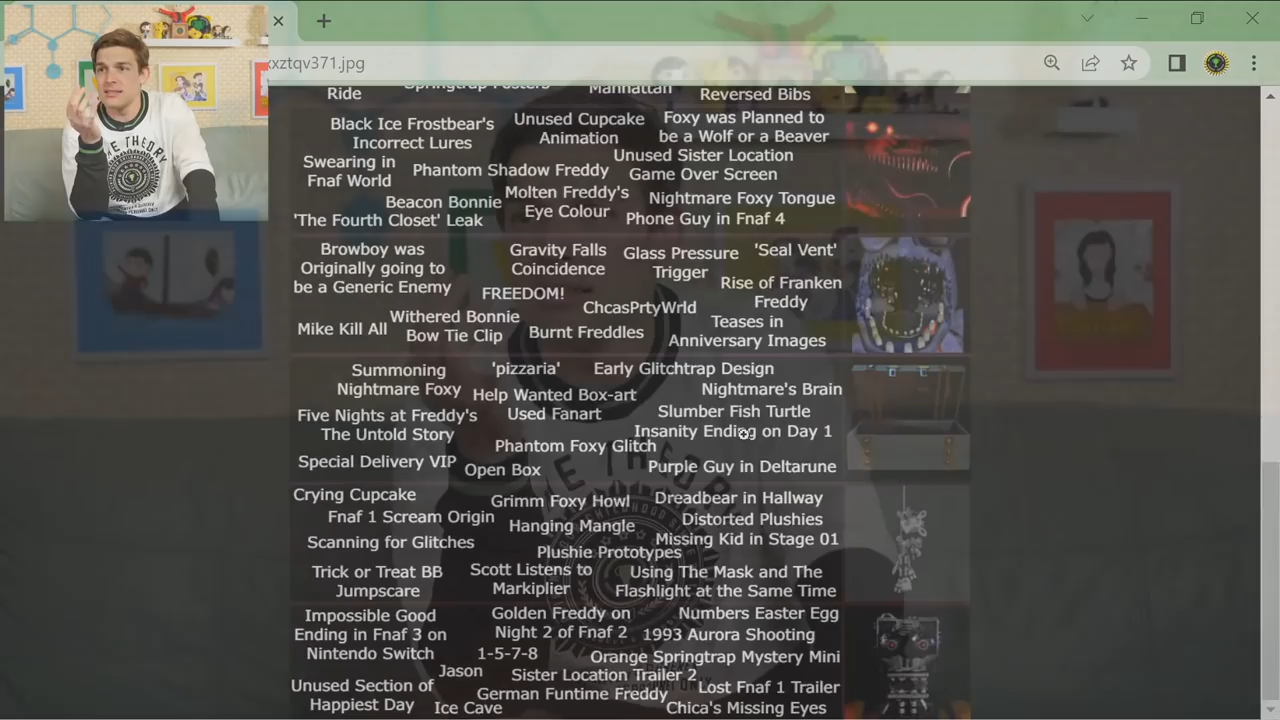 xxztqv371.jpg
Ride
Springtrap Posters
Manhattan
Reversed Bibs
Black Ice Frostbear's
Incorrect Lures
Unused Cupcake
Animation
Foxy was Planned to
be a Wolf or a Beaver
Swearing in
Fnaf World
Phantom Shadow Freddy
Unused Sister Location
Game Over Screen
Beacon Bonnie
Molten Freddy's
Eye Colour
Nightmare Foxy Tongue
'The Fourth Closet' Leak
Phone Guy in Fnaf 4
Browboy was
Originally going to
be a Generic Enemy
Gravity Falls
Coincidence
Glass Pressure
Trigger
'Seal Vent'
FREEDOM!
Rise of Franken
Freddy
ChcasPrtyWrld
Mike Kill All
Withered Bonnie
Bow Tie Clip
Burnt Freddles
Teases in
Anniversary Images
Summoning
Nightmare Foxy
'pizzaria'
Early Glitchtrap Design
Help Wanted Box-art
Used Fanart
Nightmare's Brain
Five Nights at Freddy's
The Untold Story
Slumber Fish Turtle
Insanity Ending on Day 1
Phantom Foxy Glitch
Special Delivery VIP
Open Box
Purple Guy in Deltarune
Crying Cupcake
Grimm Foxy Howl
Dreadbear in Hallway
Fnaf 1 Scream Origin
Hanging Mangle
Distorted Plushies
Scanning for Glitches
Plushie Prototypes
Missing Kid in Stage 01
Trick or Treat BB
Jumpscare
Scott Listens to
Markiplier
Using The Mask and The
Flashlight at the Same Time
Impossible Good
Ending in Fnaf 3 on
Nintendo Switch
Golden Freddy on
Night 2 of Fnaf 2
Numbers Easter Egg
1993 Aurora Shooting
1-5-7-8
Orange Springtrap Mystery Mini
Jason
Sister Location Trailer 2
Unused Section of
Happiest Day
German Funtime Freddy
Lost Fnaf 1 Trailer
Ice Cave
Chica's Missing Eyes